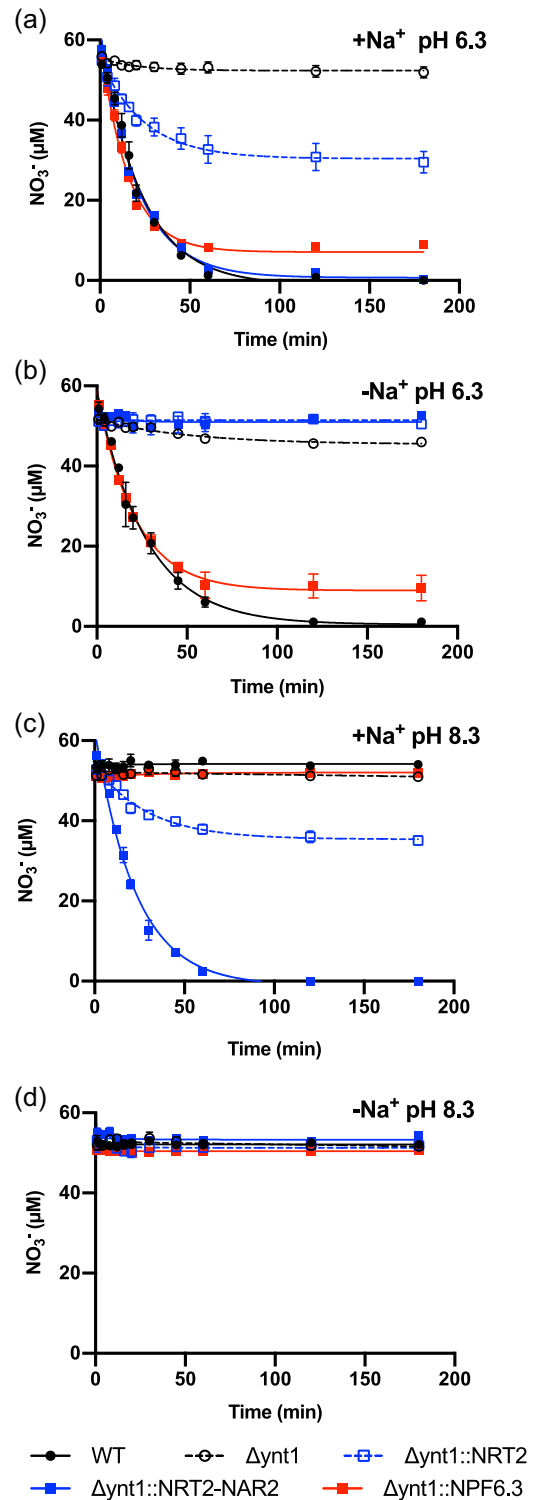 (a)
+Na⁺ pH 6.3
NO₃⁻ (µM)
60
40
20
0
0 50 100 150 200
Time (min)
(b)
-Na⁺ pH 6.3
NO₃⁻ (µM)
60
40
20
0
0 50 100 150 200
Time (min)
(c)
+Na⁺ pH 8.3
NO₃⁻ (µM)
60
40
20
0
0 50 100 150 200
Time (min)
(d)
-Na⁺ pH 8.3
NO₃⁻ (µM)
60
40
20
0
0 50 100 150 200
Time (min)
WT Δynt1 Δynt1::NRT2
Δynt1::NRT2-NAR2 Δynt1::NPF6.3